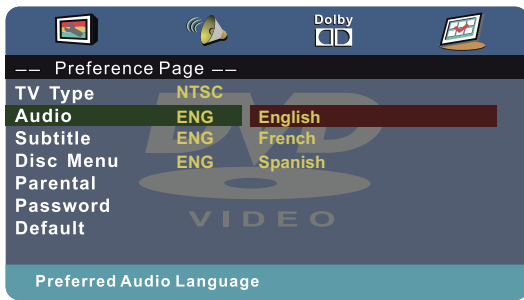 Dolby
-- Preference Page --
TV Type NTSC
Audio ENG English
Subtitle ENG French
Disc Menu ENG Spanish
Parental
Password
Default
DVD
VIDEO
Preferred Audio Language